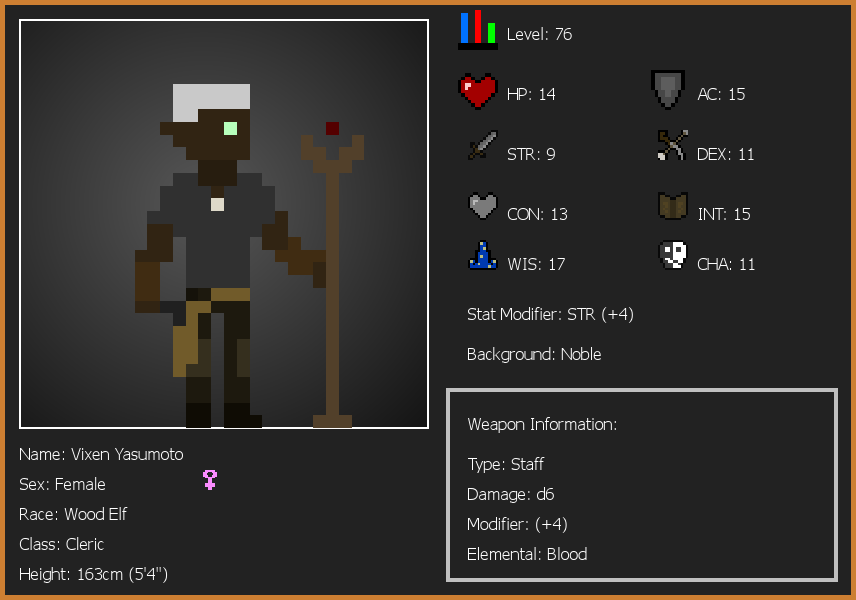 Level: 76
HP: 14
AC: 15
STR: 9
DEX: 11
CON: 13
INT: 15
WIS: 17
CHA: 11
Stat Modifier: STR (+4)
Background: Noble
Weapon Information:
Type: Staff
Damage: d6
Modifier: (+4)
Elemental: Blood
Name: Vixen Yasumoto
Sex: Female
Race: Wood Elf
Class: Cleric
Height: 163cm (5'4")